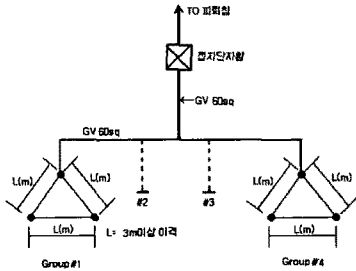 TO 피뢰침
접지단자함
GV 60sq
GV 60sq
L(m) L(m) L(m) L(m)
#2 #3
L(m) L= 3m이상 이격 L(m)
Group#1 Group#4